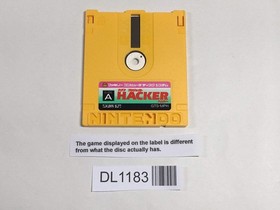 HACKER
A
NINTENDO
The game displayed on the label is different
from what the disc actually has.
DL1183